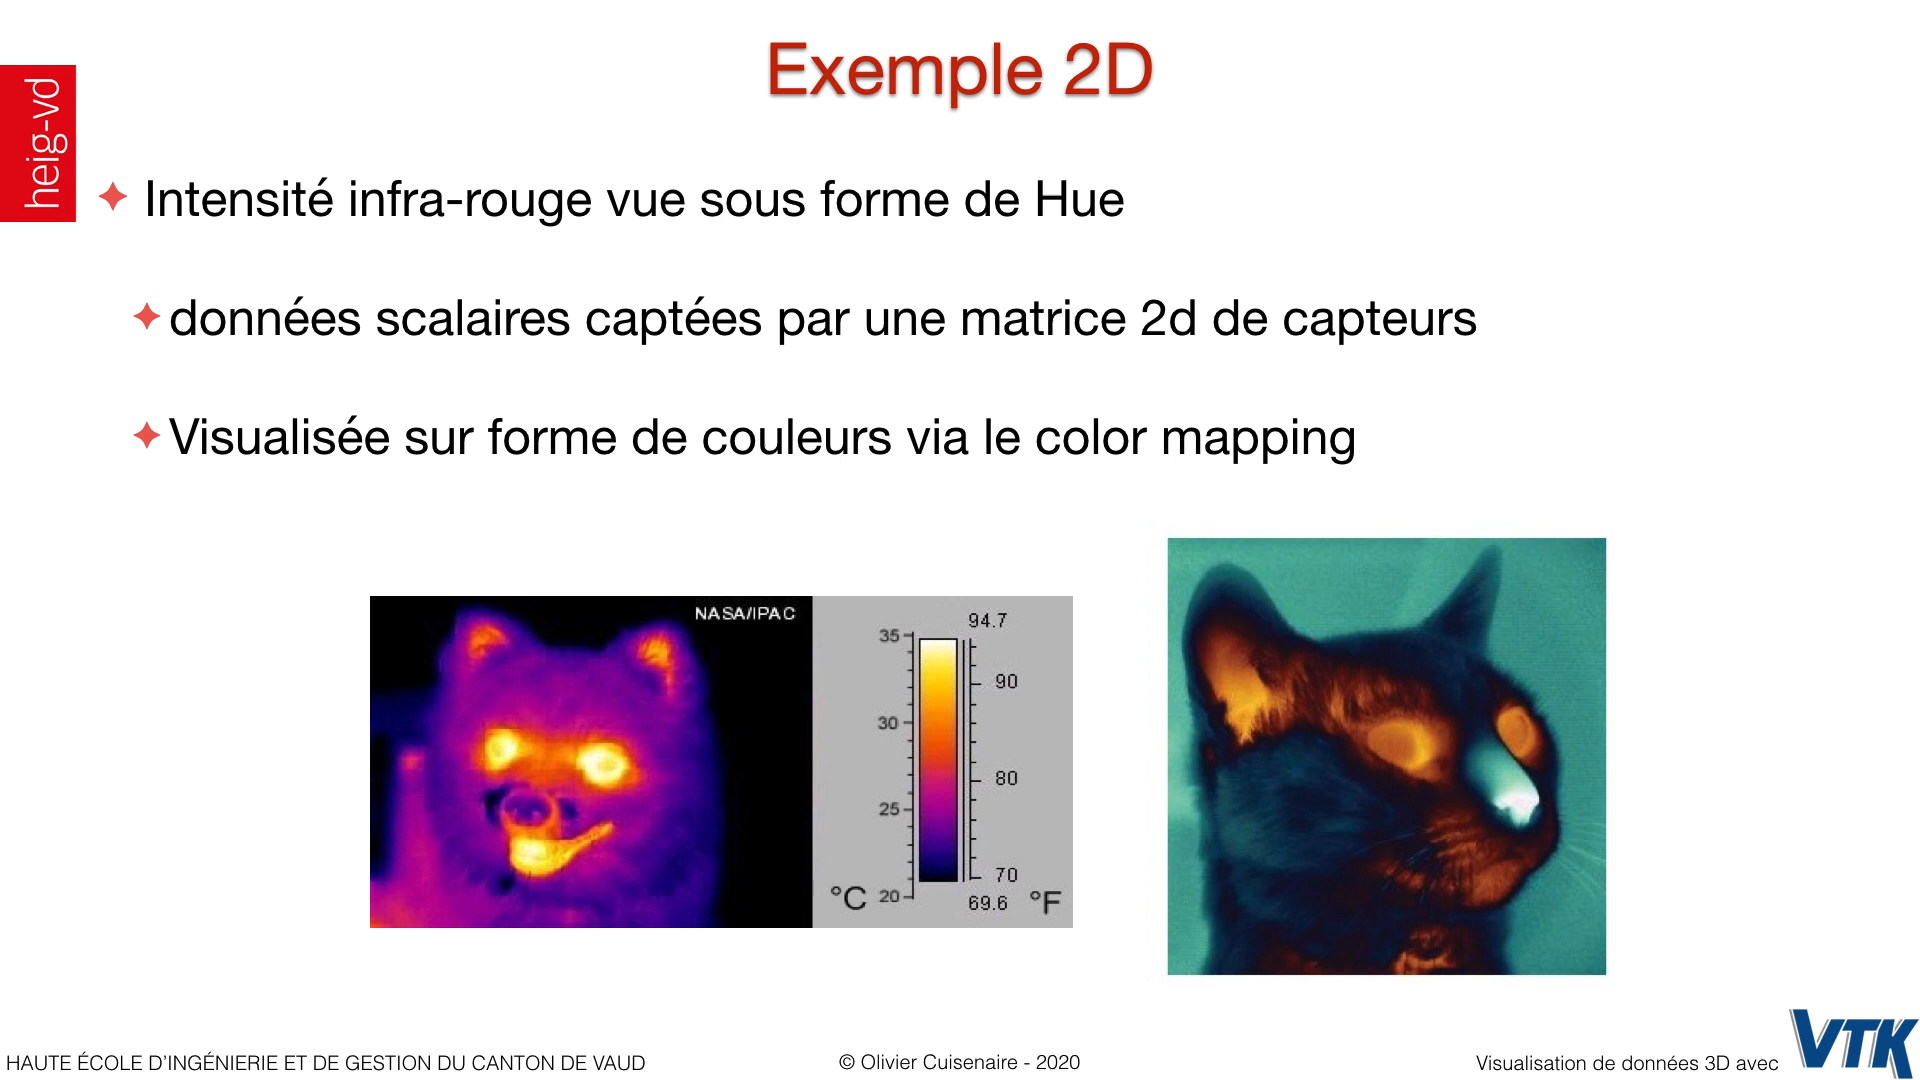 Exemple 2D
heig-vd
Intensité infra-rouge vue sous forme de Hue
données scalaires captées par une matrice 2d de capteurs
Visualisée sur forme de couleurs via le color mapping
NASA/IPAC
94.7
35
90
30
80
25
70
°C 20 69.6 °F
HAUTE ÉCOLE D’INGÉNIERIE ET DE GESTION DU CANTON DE VAUD
© Olivier Cuisenaire - 2020
Visualisation de données 3D avec
VTK